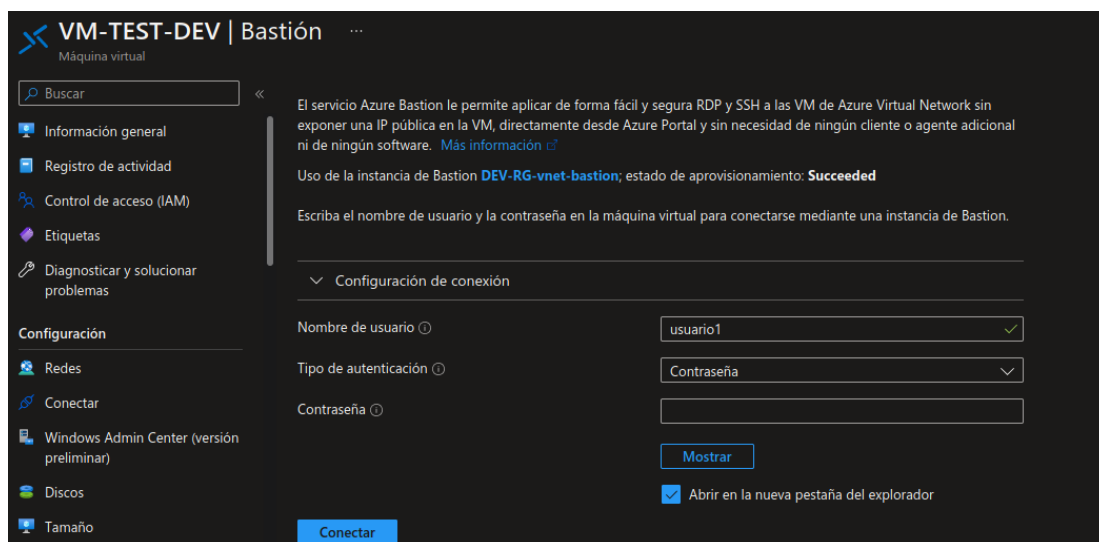 VM-TEST-DEV | Bastión ...
Máquina virtual
Buscar
«
Información general
Registro de actividad
Control de acceso (IAM)
Etiquetas
Diagnosticar y solucionar
problemas
Configuración
Redes
Conectar
Windows Admin Center (versión
preliminar)
Discos
Tamaño
El servicio Azure Bastion le permite aplicar de forma fácil y segura RDP y SSH a las VM de Azure Virtual Network sin
exponer una IP pública en la VM, directamente desde Azure Portal y sin necesidad de ningún cliente o agente adicional
ni de ningún software. Más información
Uso de la instancia de Bastion DEV-RG-vnet-bastion; estado de aprovisionamiento: Succeeded
Escriba el nombre de usuario y la contraseña en la máquina virtual para conectarse mediante una instancia de Bastion.
Configuración de conexión
Nombre de usuario
usuario1
Tipo de autenticación
Contraseña
Contraseña
Mostrar
Abrir en la nueva pestaña del explorador
Conectar